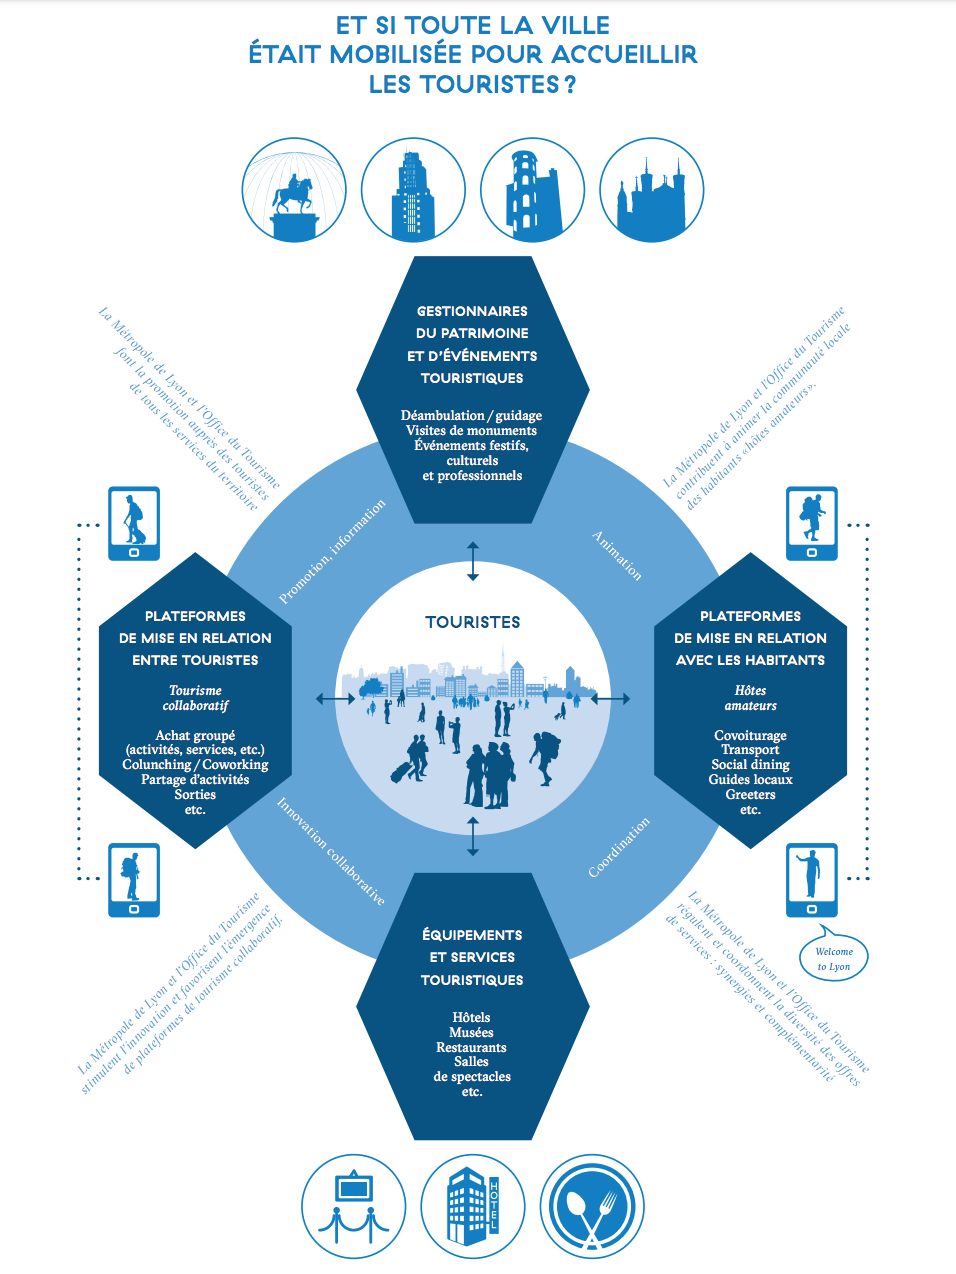 ET SI TOUTE LA VILLE
ÉTAIT MOBILISÉE POUR ACCUEILLIR
LES TOURISTES ?
GESTIONNAIRES
DU PATRIMOINE
ET D'ÉVÉNEMENTS
TOURISTIQUES
Déambulation / guidage
Visites de monuments
Événements festifs,
culturels
et professionnels
La Métropole de Lyon et l'Office du Tourisme
font la promotion auprès des touristes
de tous les services du territoire
La Métropole de Lyon et l'Office du Tourisme
contribuent à animer la communauté locale
des habitants «hôtes amateurs».
Promotion, information
Animation
TOURISTES
PLATEFORMES
DE MISE EN RELATION
ENTRE TOURISTES
Tourisme
collaboratif
Achat groupé
(activités, services, etc.)
Colunching / Coworking
Partage d'activités
Sorties
etc.
PLATEFORMES
DE MISE EN RELATION
AVEC LES HABITANTS
Hôtes
amateurs
Covoiturage
Transport
Social dining
Guides locaux
Greeters
etc.
Innovation collaborative
Coordination
ÉQUIPEMENTS
ET SERVICES
TOURISTIQUES
Hôtels
Musées
Restaurants
Salles
de spectacles
etc.
La Métropole de Lyon et l'Office du Tourisme
stimulent l'innovation et favorisent l'émergence
de plateformes de tourisme collaboratif.
Welcome
to Lyon
La Métropole de Lyon et l'Office du Tourisme
régulent et coordonnent la diversité des offres
de services : synergies et complémentarité
HOTEL